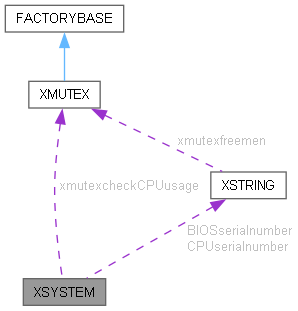 FACTORYBASE
XMUTEX
xmutexfreemen
xmutexcheckCPUusage
XSTRING
BIOSserialnumber
CPUserialnumber
XSYSTEM